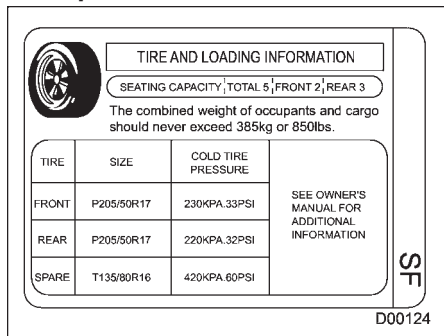 TIRE AND LOADING INFORMATION
SEATING CAPACITY TOTAL 5 FRONT 2 REAR 3
The combined weight of occupants and cargo
should never exceed 385kg or 850lbs.
TIRE SIZE COLD TIRE
PRESSURE
FRONT P205/50R17 230KPA.33PSI
REAR P205/50R17 220KPA.32PSI
SPARE T135/80R16 420KPA.60PSI
SEE OWNER'S
MANUAL FOR
ADDITIONAL
INFORMATION
SF
D00124